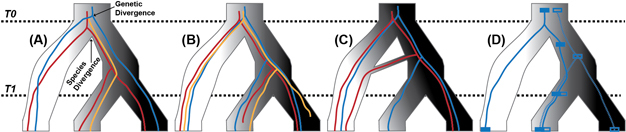 Genetic
Divergence
T0
(A)
(B)
(C)
(D)
Species
Divergence
T1